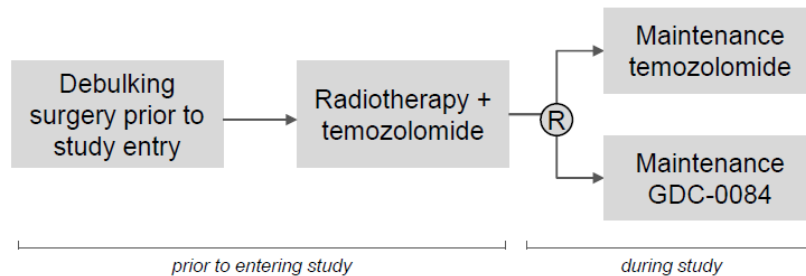 Debulking
surgery prior to
study entry
Radiotherapy +
temozolomide
R
Maintenance
temozolomide
Maintenance
GDC-0084
prior to entering study
during study